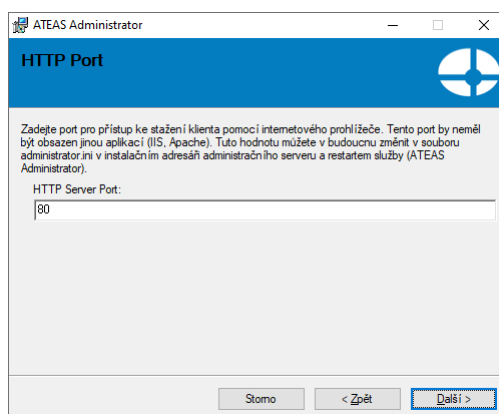 ATEAS Administrator
HTTP Port
Zadejte port pro přístup ke stažení klienta pomocí internetového prohlížeče. Tento port by neměl
být obsazen jinou aplikací (IIS, Apache). Tuto hodnotu můžete v budoucnu změnit v souboru
administrator.ini v instalačním adresáři administračního serveru a restartem služby (ATEAS
Administrator).
HTTP Server Port:
80
Storno
< Zpět
Další >